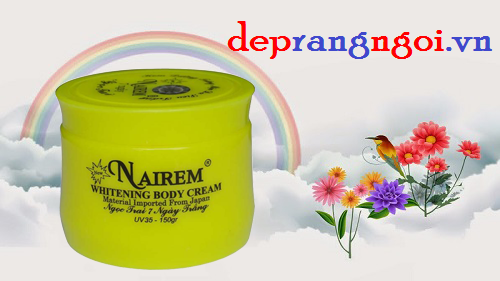 deprangngoi.vn
NAIREM®
WHITENING BODY CREAM
Material Imported From Japan
Ngọc Trai 7 Ngày Trắng
UV35 - 150gr